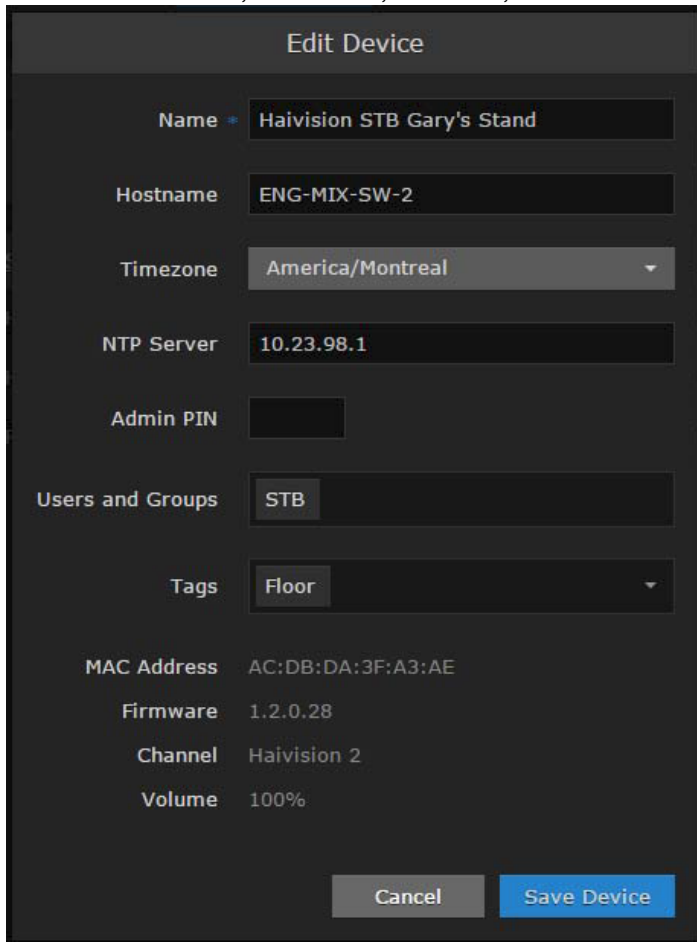 Edit Device
Name * Haivision STB Gary's Stand
Hostname ENG-MIX-SW-2
Timezone America/Montreal
NTP Server 10.23.98.1
Admin PIN
Users and Groups STB
Tags Floor
MAC Address AC:DB:DA:3F:A3:AE
Firmware 1.2.0.28
Channel Haivision 2
Volume 100%
Cancel Save Device